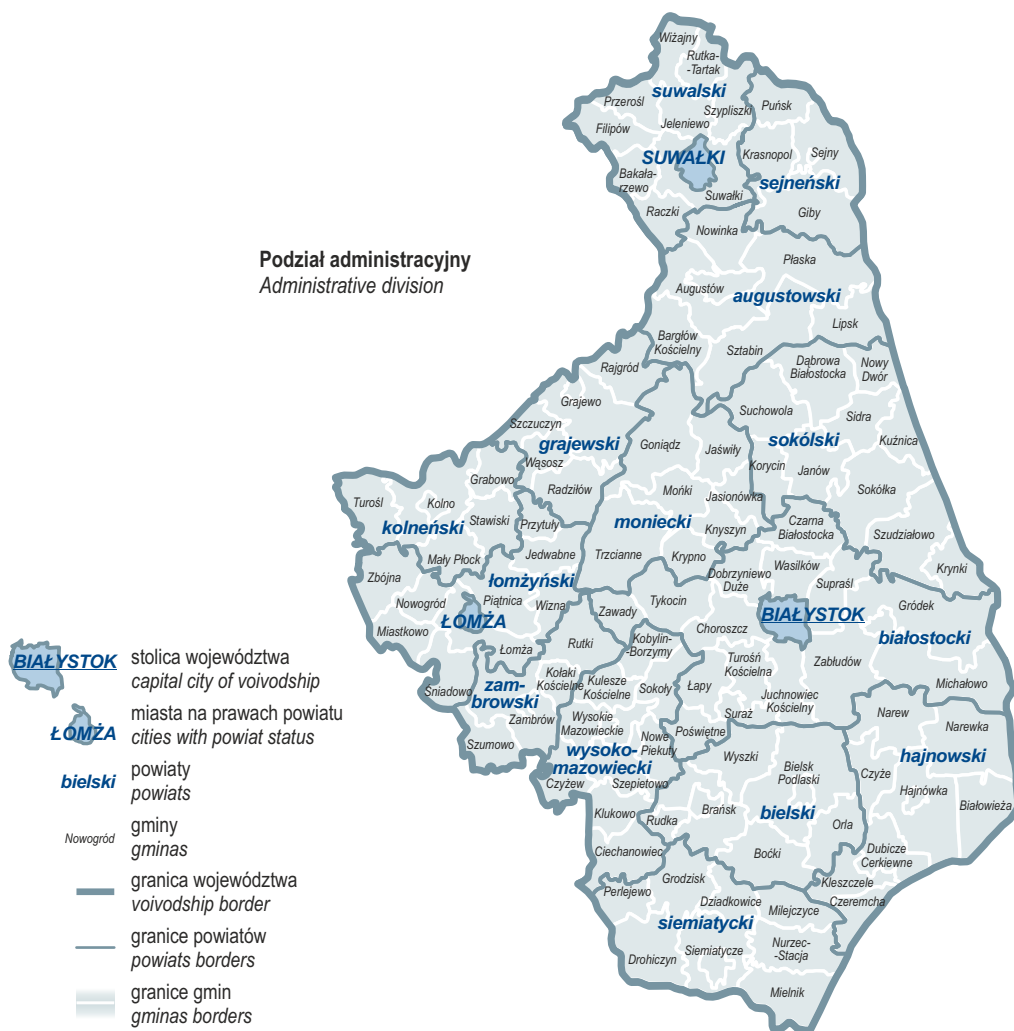 Wiżajny
Rutka-
-Tartak
suwalski
Przerośl
Szypliszki
Puńsk
Filipów
Jeleniewo
SUWAŁKI
Krasnopol
Sejny
Bakała-
rzewo
sejneński
Suwałki
Raczki
Giby
Nowinka
Podział administracyjny
Administrative division
Płaska
Augustów
augustowski
Lipsk
Bargłów
Kościelny
Sztabin
Dąbrowa
Białostocka
Nowy
Dwór
Rajgród
Grajewo
Suchowola
Sidra
Szczuczyn
grajewski
Goniądz
Jaświły
sokólski
Kuźnica
Wąsosz
Korycin
Janów
Grabowo
Radziłów
Mońki
Jasionówka
Sokółka
Turośl
Kolno
kolneński
Stawiski
Przytuły
moniecki
Knyszyn
Czarna
Białostocka
Szudziałowo
Mały Płock
Jedwabne
Trzcianne
Krypno
Wasilków
Krynki
Zbójna
łomżyński
Dobrzyniewo
Duże
Supraśl
Nowogród
Piątnica
Wizna
Zawady
Tykocin
BIAŁYSTOK
Gródek
ŁOMŻA
Miastkowo
Choroszcz
białostocki
Łomża
Rutki
Kobylin-
-Borzymy
Turośń
Kościelna
Zabłudów
BIAŁYSTOK
stolica województwa
capital city of voivodship
Śniadowo
zam-
browski
Kołaki
Kościelne
Kulesze
Kościelne
Sokoły
Łapy
Juchnowiec
Kościelny
Michałowo
Zambrów
Wysokie
Mazowieckie
Suraż
Narew
Narewka
ŁOMŻA
miasta na prawach powiatu
cities with powiat status
Szumowo
Nowe
Piekuty
Poświętne
wysoko-
mazowiecki
Wyszki
hajnowski
bielski
powiaty
powiats
Czyżew
Szepietowo
Bielsk
Podlaski
Czyże
Hajnówka
Białowieża
Klukowo
Rudka
Brańsk
bielski
Orla
Nowogród
gminy
gminas
Ciechanowiec
Boćki
Dubicze
Cerkiewne
granica województwa
voivodship border
Perlejewo
Grodzisk
Kleszczele
Dziadkowice
Czeremcha
Milejczyce
siemiatycki
granice powiatów
powiats borders
Drohiczyn
Siemiatycze
Nurzec-
-Stacja
Mielnik
granice gmin
gminas borders